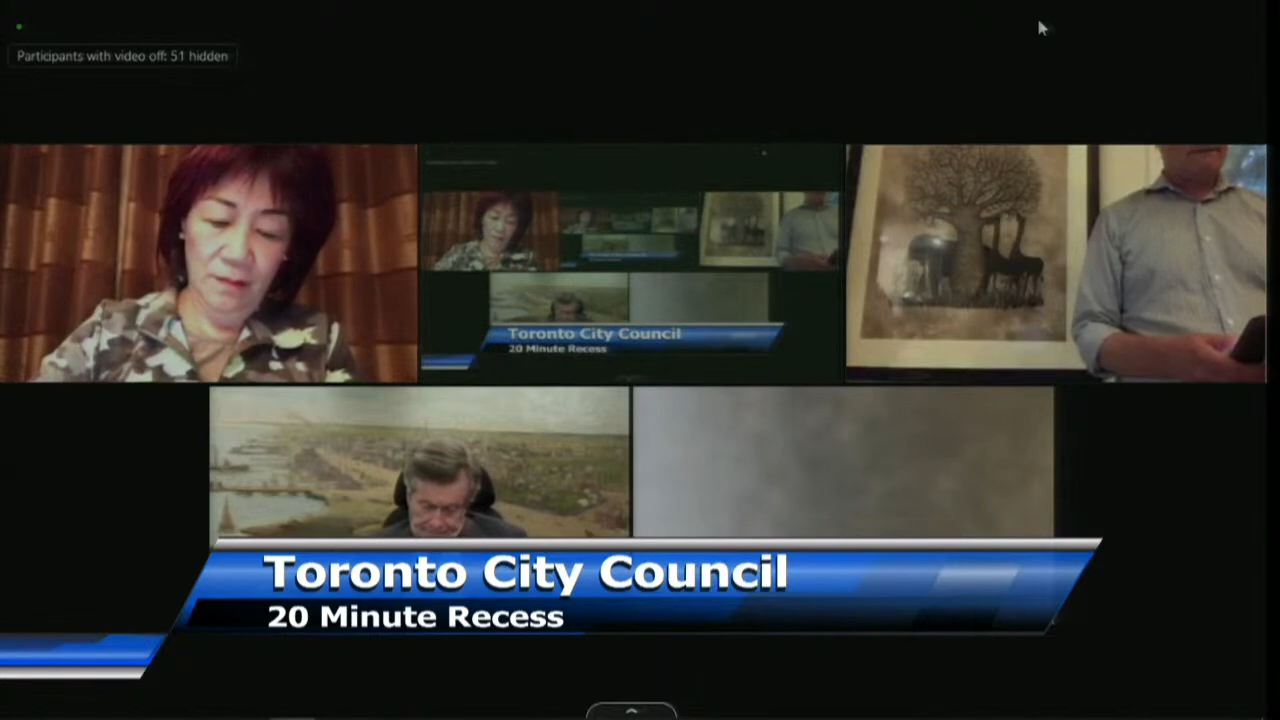 Participants with video off: 51 hidden
Toronto City Council
20 Minute Recess
Toronto City Council
20 Minute Recess